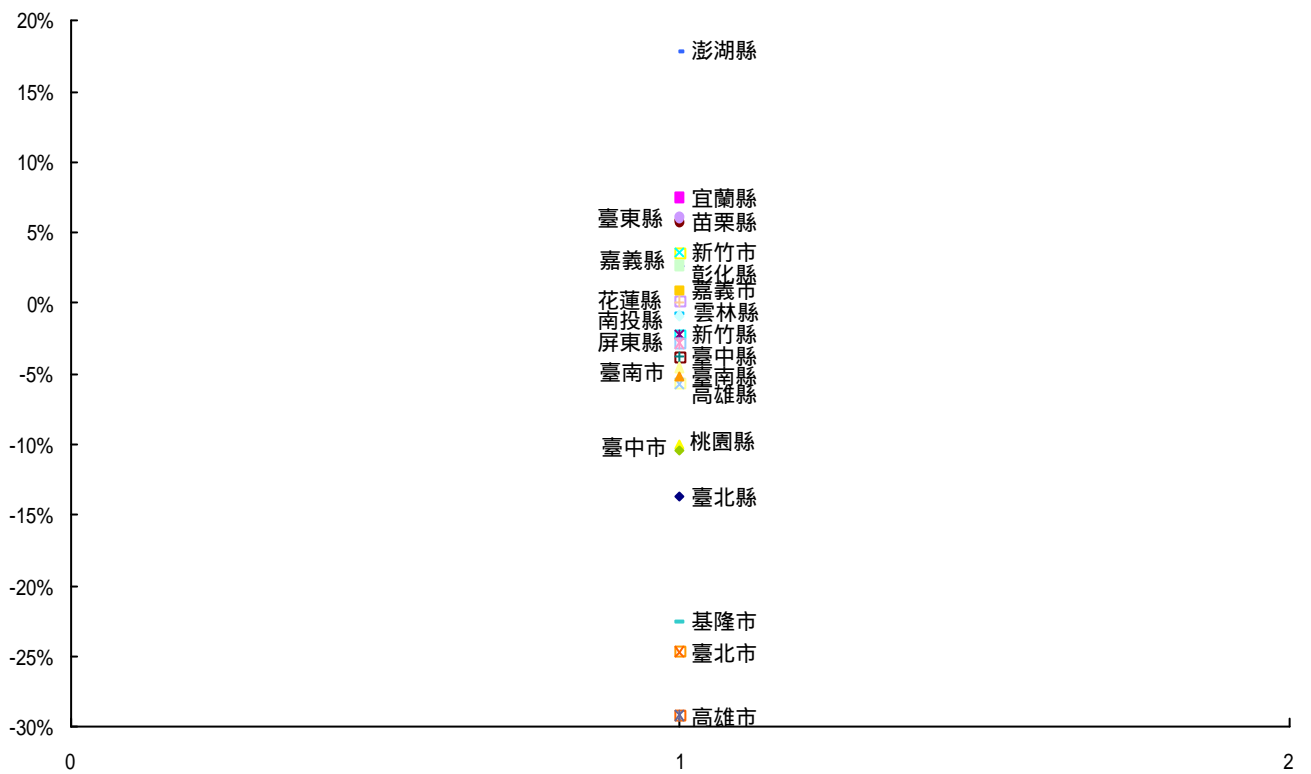 20%
澎湖縣
15%
10%
宜蘭縣
臺東縣
苗栗縣
5%
新竹市
嘉義縣
彰化縣
嘉義市
0%
花蓮縣
雲林縣
南投縣
新竹縣
屏東縣
臺中縣
-5%
臺南市
臺南縣
高雄縣
-10%
臺中市
桃園縣
臺北縣
-15%
-20%
基隆市
臺北市
-25%
高雄市
-30%
0 1 2